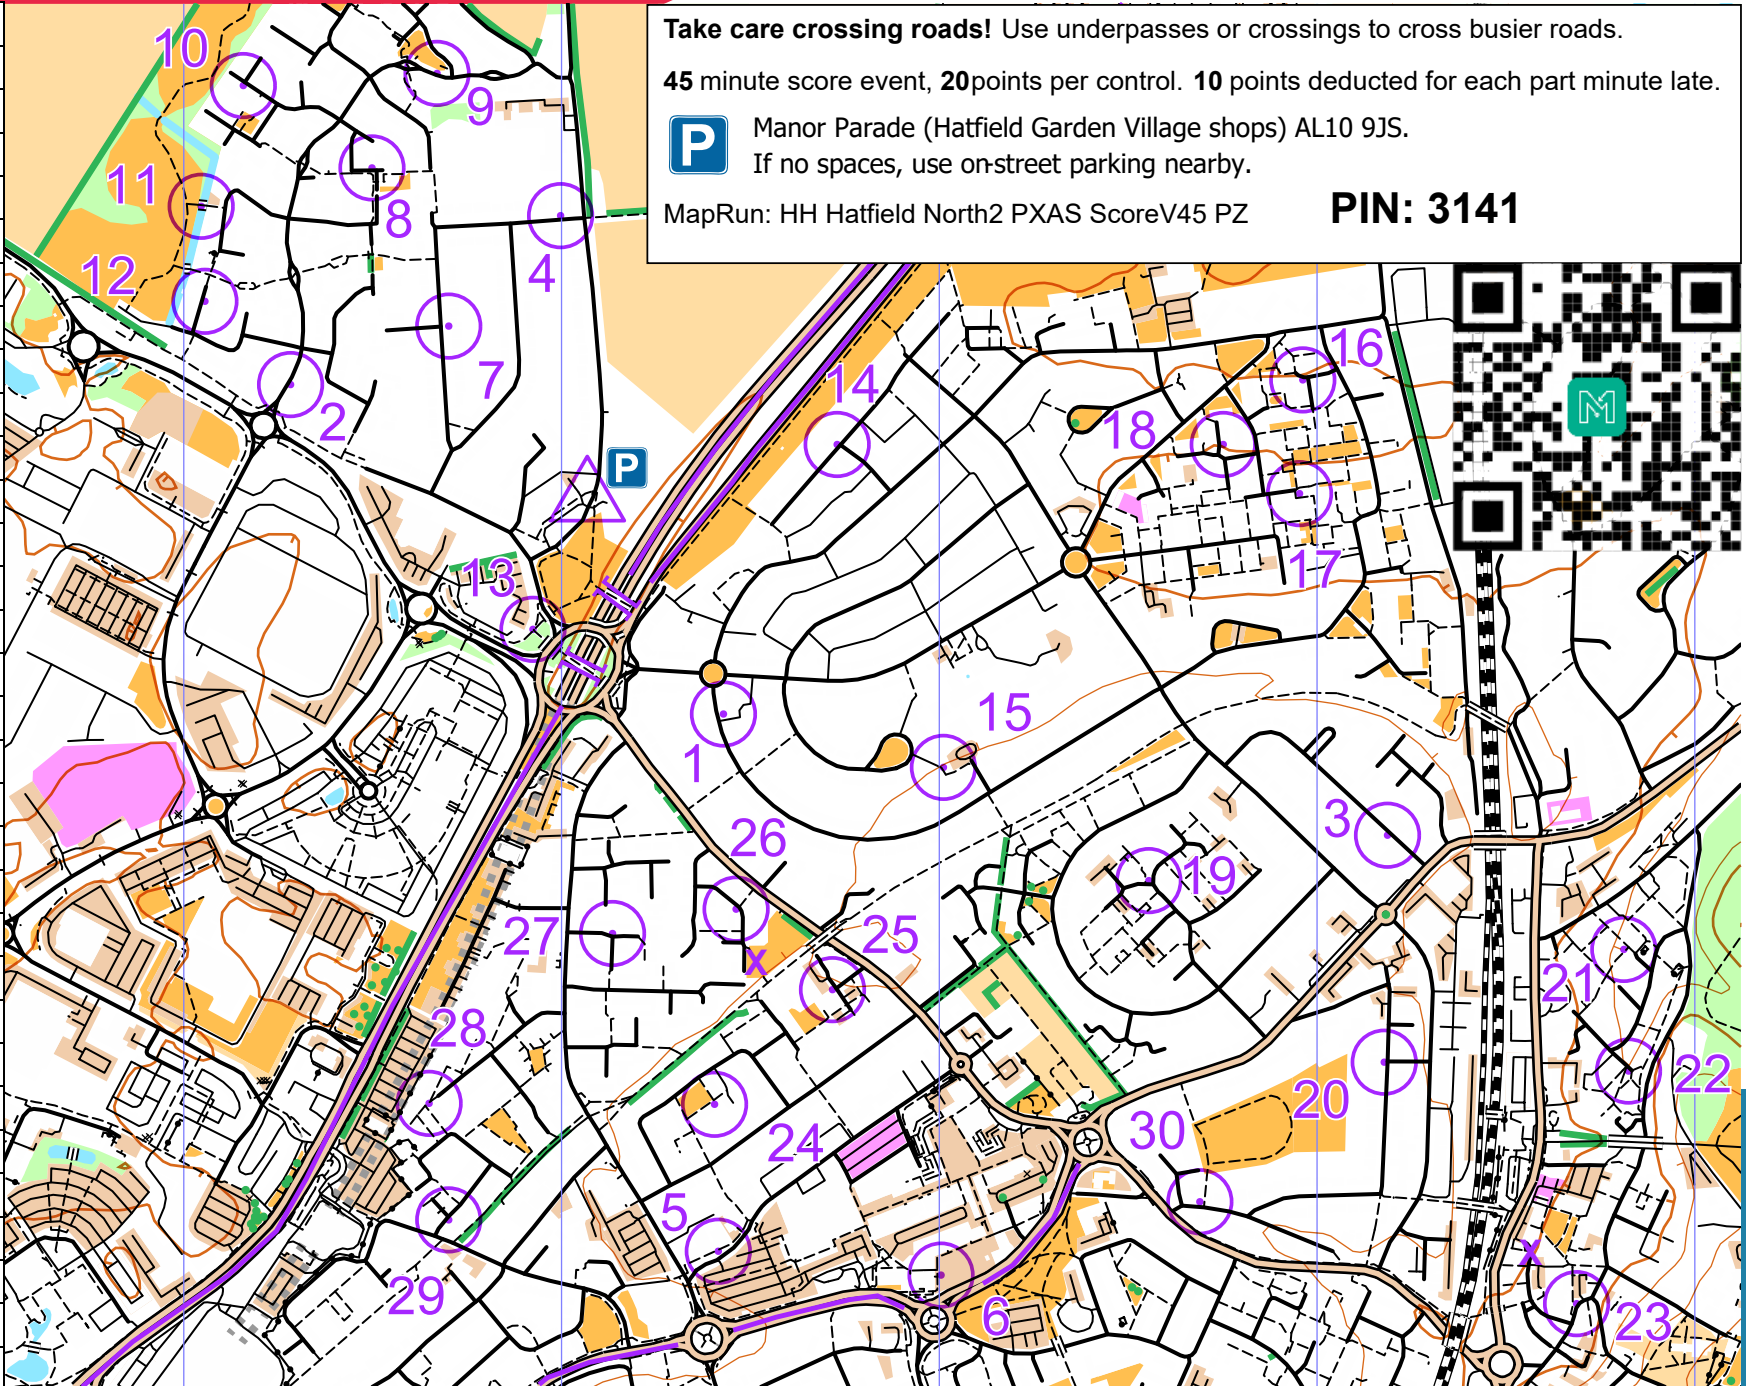 Take care crossing roads! Use underpasses or crossings to cross busier roads.
45 minute score event, 20points per control. 10 points deducted for each part minute late.
P
Manor Parade (Hatfield Garden Village shops) AL10 9JS.
If no spaces, use on-street parking nearby.
MapRun: HH Hatfield North2 PXAS ScoreV45 PZ
PIN: 3141
10
9
11
8
12
4
7
2
14
16
18
P
13
17
1
15
3
26
19
27
25
21
28
22
20
24
30
5
29
6
23
x
x
M